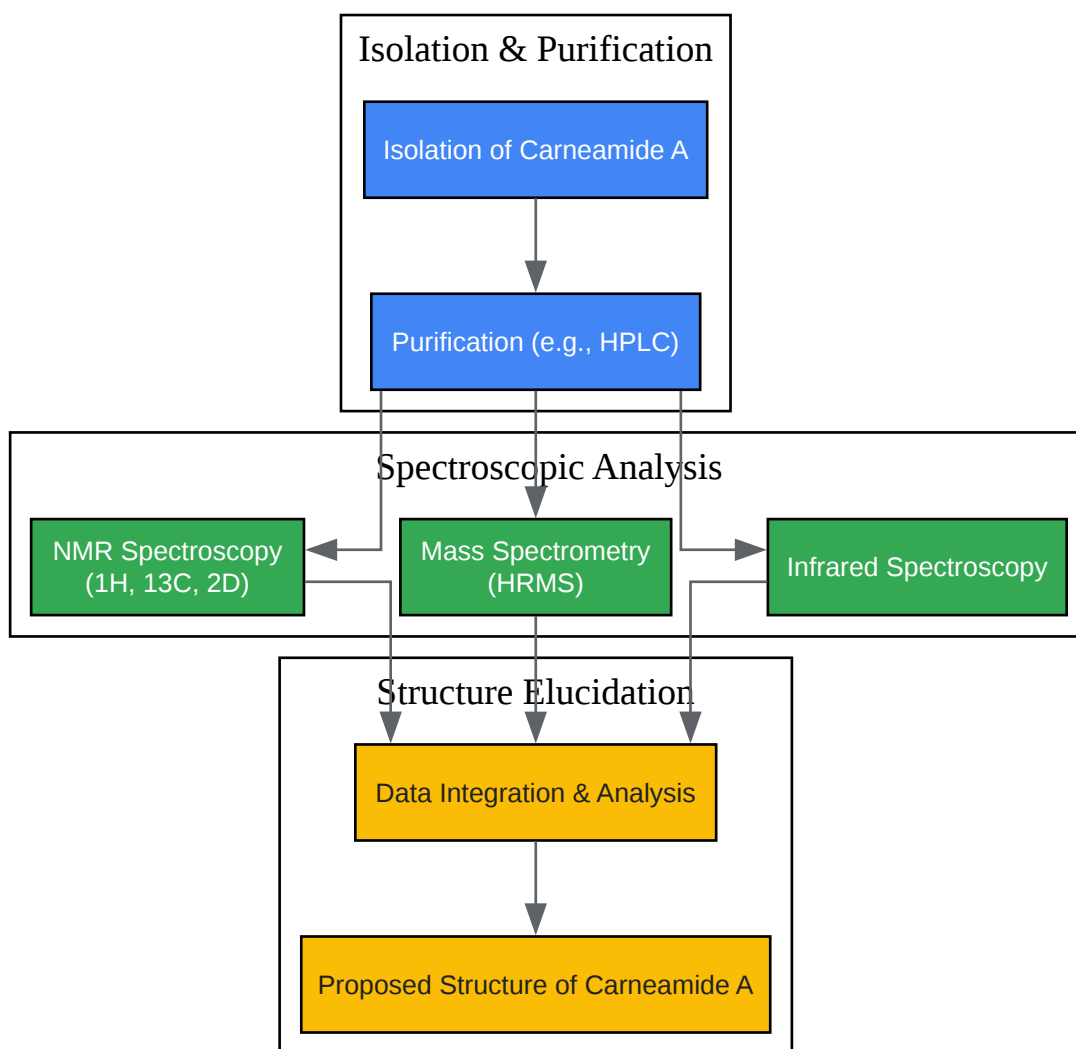 Isolation & Purification
Isolation of Carneamide A
Purification (e.g., HPLC)
Spectroscopic Analysis
NMR Spectroscopy
(1H, 13C, 2D)
Mass Spectrometry
(HRMS)
Infrared Spectroscopy
Structure Elucidation
Data Integration & Analysis
Proposed Structure of Carneamide A